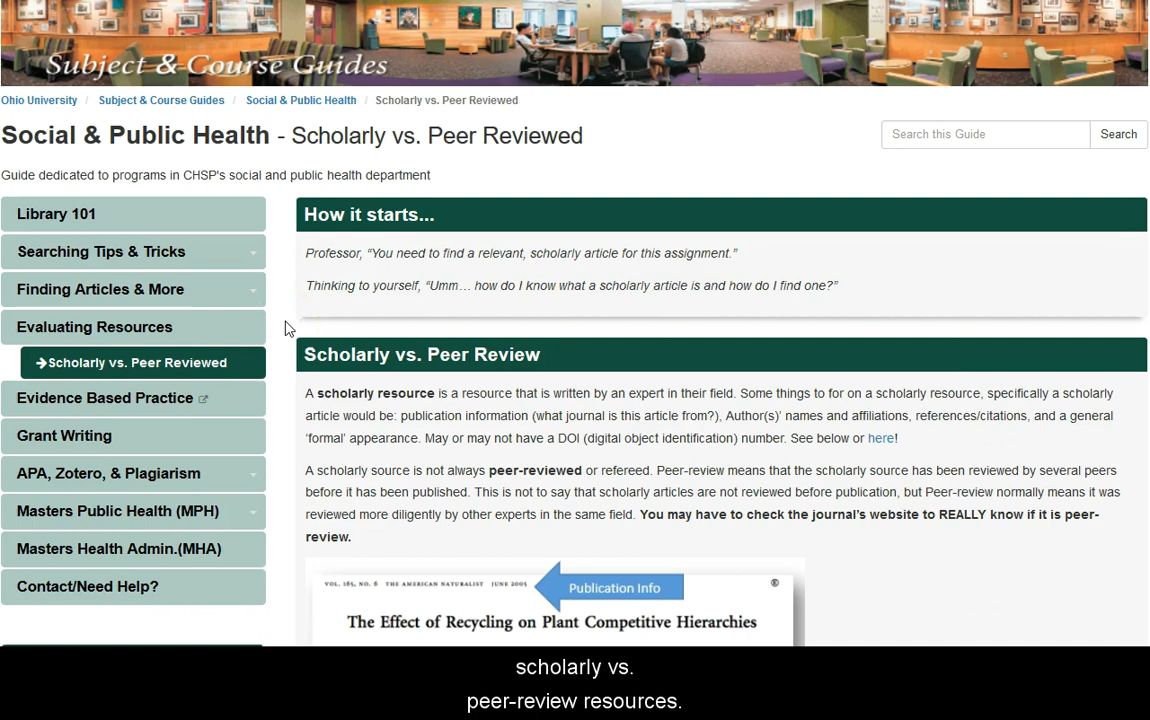 Subject & Course Guides
Ohio University / Subject & Course Guides / Social & Public Health / Scholarly vs. Peer Reviewed
Social & Public Health - Scholarly vs. Peer Reviewed
Search this Guide
Search
Guide dedicated to programs in CHSP's social and public health department
Library 101
Searching Tips & Tricks
Finding Articles & More
Evaluating Resources
Scholarly vs. Peer Reviewed
Evidence Based Practice
Grant Writing
APA, Zotero, & Plagiarism
Masters Public Health (MPH)
Masters Health Admin.(MHA)
Contact/Need Help?
How it starts...
Professor, “You need to find a relevant, scholarly article for this assignment.”
Thinking to yourself, “Umm… how do I know what a scholarly article is and how do I find one?”
Scholarly vs. Peer Review
A scholarly resource is a resource that is written by an expert in their field. Some things to for on a scholarly resource, specifically a scholarly
article would be: publication information (what journal is this article from?), Author(s)’ names and affiliations, references/citations, and a general
‘formal’ appearance. May or may not have a DOI (digital object identification) number. See below or here!
A scholarly source is not always peer-reviewed or refereed. Peer-review means that the scholarly source has been reviewed by several peers
before it has been published. This is not to say that scholarly articles are not reviewed before publication, but Peer-review normally means it was
reviewed more diligently by other experts in the same field. You may have to check the journal’s website to REALLY know if it is peer-
review.
VOL. 165, NO. 6 THE AMERICAN NATURALIST JUNE 2005
Publication Info
®
The Effect of Recycling on Plant Competitive Hierarchies
scholarly vs.
peer-review resources.